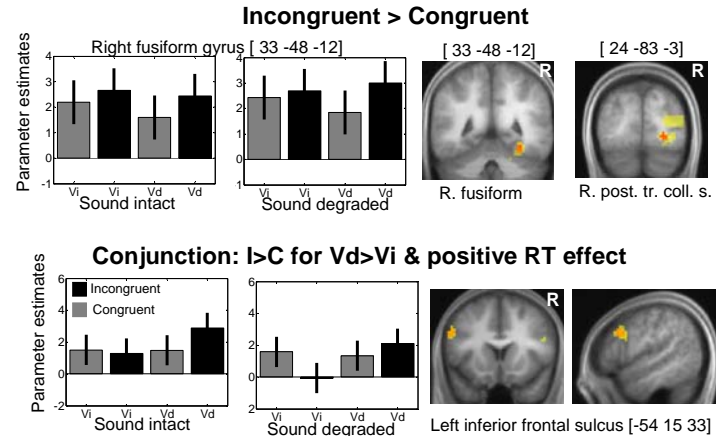 Incongruent > Congruent
Right fusiform gyrus [ 33 -48 -12]
[ 33 -48 -12]
[ 24 -83 -3]
Parameter estimates
4
3
2
1
0
-1
Vi Vi Vd Vd
Sound intact
4
3
2
1
0
1
Vi Vi Vd Vd
Sound degraded
R
R. fusiform
R
R. post. tr. coll. s.
Conjunction: I>C for Vd>Vi & positive RT effect
Parameter estimates
6
4
2
0
-2
Incongruent
Congruent
Vi Vi Vd Vd
Sound intact
6
4
2
0
2
Vi Vi Vd Vd
Sound degraded
R
Left inferior frontal sulcus [-54 15 33]